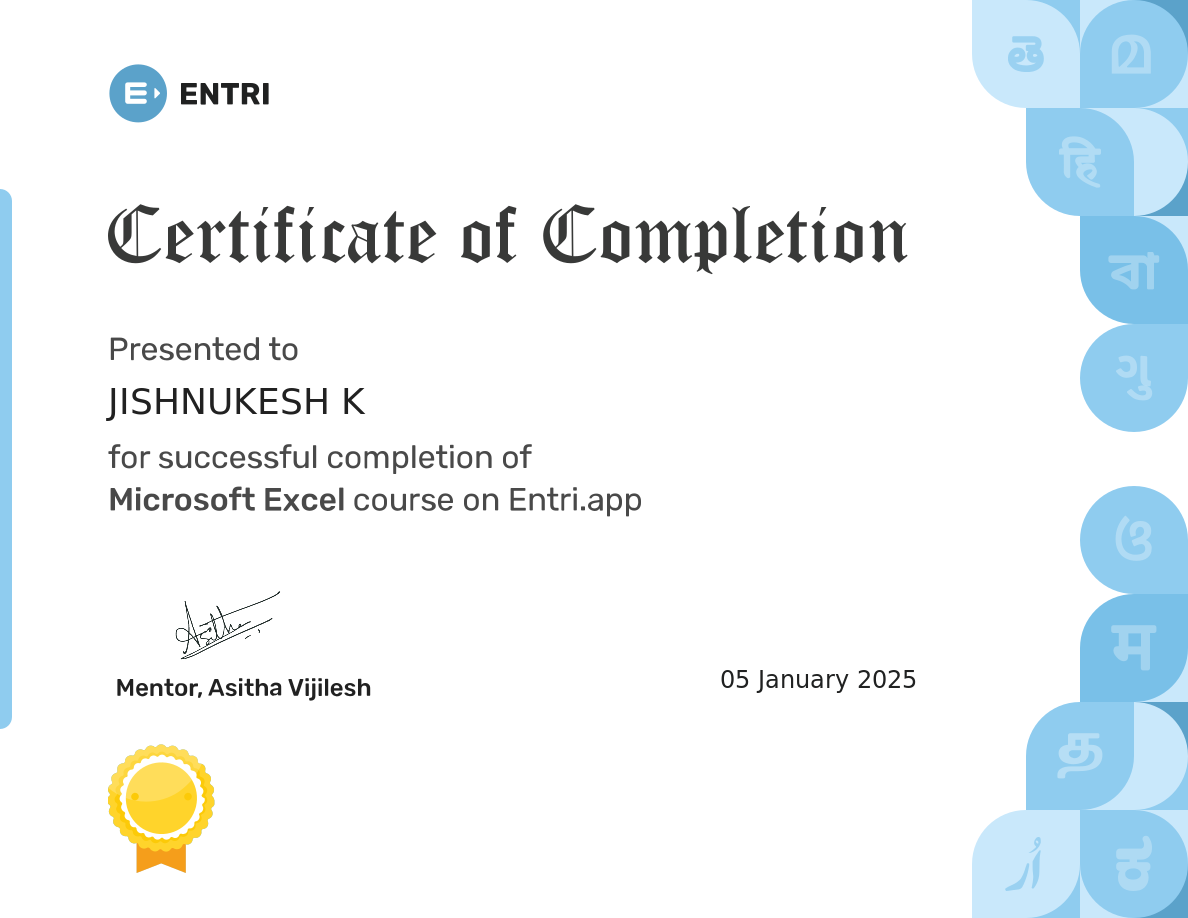 ENTRI
Certificate of Completion
Presented to
JISHNUKESH K
for successful completion of
Microsoft Excel course on Entri.app
Asitha
Mentor, Asitha Vijilesh
05 January 2025
മ
हि
বা
ગુ
ઌ
म
த